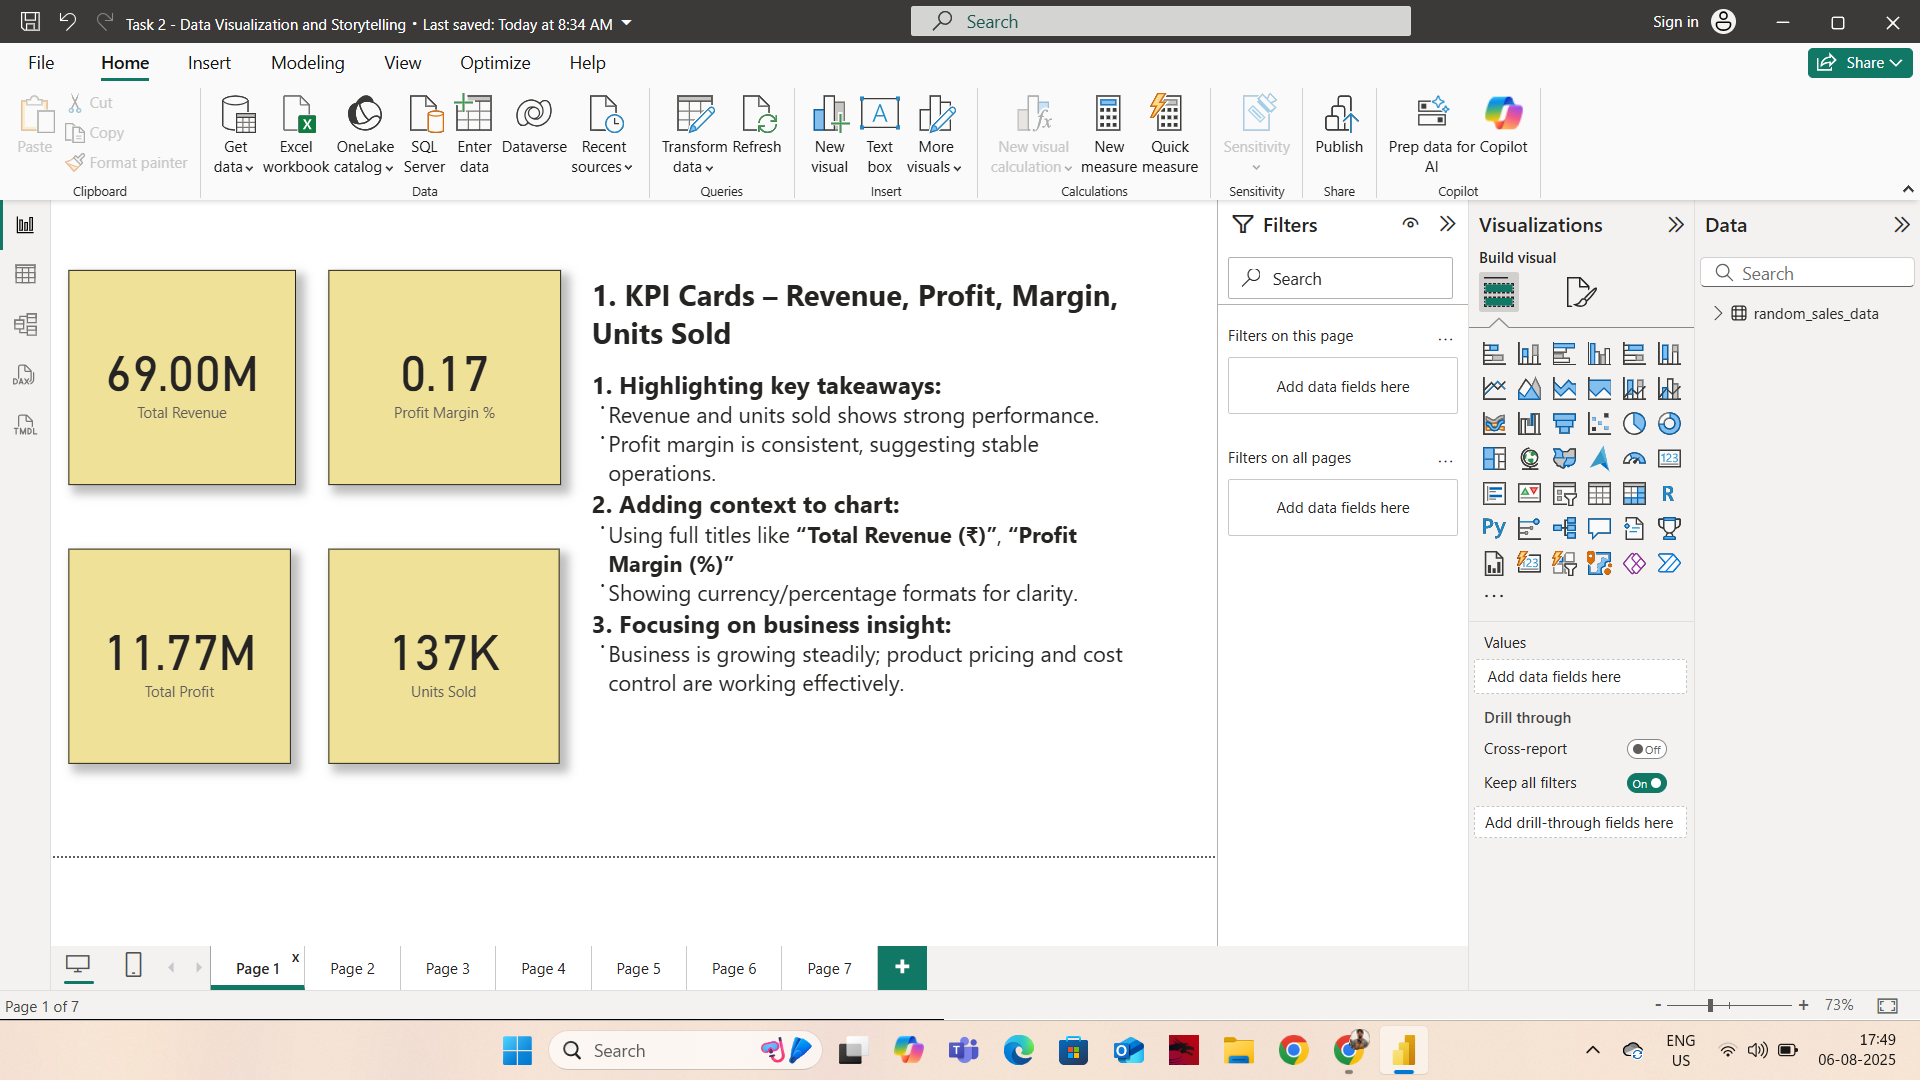 Task 2 - Data Visualization and Storytelling • Last saved: Today at 8:34 AM
Search
Sign in
File
Home
Insert
Modeling
View
Optimize
Help
Share
Paste
Cut
Copy
Format painter
Clipboard
Get data
Excel workbook
OneLake catalog
SQL Server
Enter data
Dataverse
Recent sources
Data
Transform data
Refresh
Queries
New visual
Text box
More visuals
Insert
New visual calculation
New measure
Quick measure
Calculations
Sensitivity
Sensitivity
Publish
Share
Prep data for AI
Copilot
Copilot
DAX
TMDL
69.00M
Total Revenue
0.17
Profit Margin %
11.77M
Total Profit
137K
Units Sold
1. KPI Cards – Revenue, Profit, Margin,
Units Sold
1. Highlighting key takeaways:
Revenue and units sold shows strong performance.
Profit margin is consistent, suggesting stable
operations.
2. Adding context to chart:
Using full titles like “Total Revenue (₹)”, “Profit
Margin (%)”
Showing currency/percentage formats for clarity.
3. Focusing on business insight:
Business is growing steadily; product pricing and cost
control are working effectively.
Filters
Search
Filters on this page
Add data fields here
Filters on all pages
Add data fields here
Visualizations
Build visual
123
R
Py
123
Values
Add data fields here
Drill through
Cross-report
Off
Keep all filters
On
Add drill-through fields here
Data
Search
random_sales_data
Page 1
x
Page 2
Page 3
Page 4
Page 5
Page 6
Page 7
Page 1 of 7
- + 73%
Search
ENG
US
17:49
06-08-2025